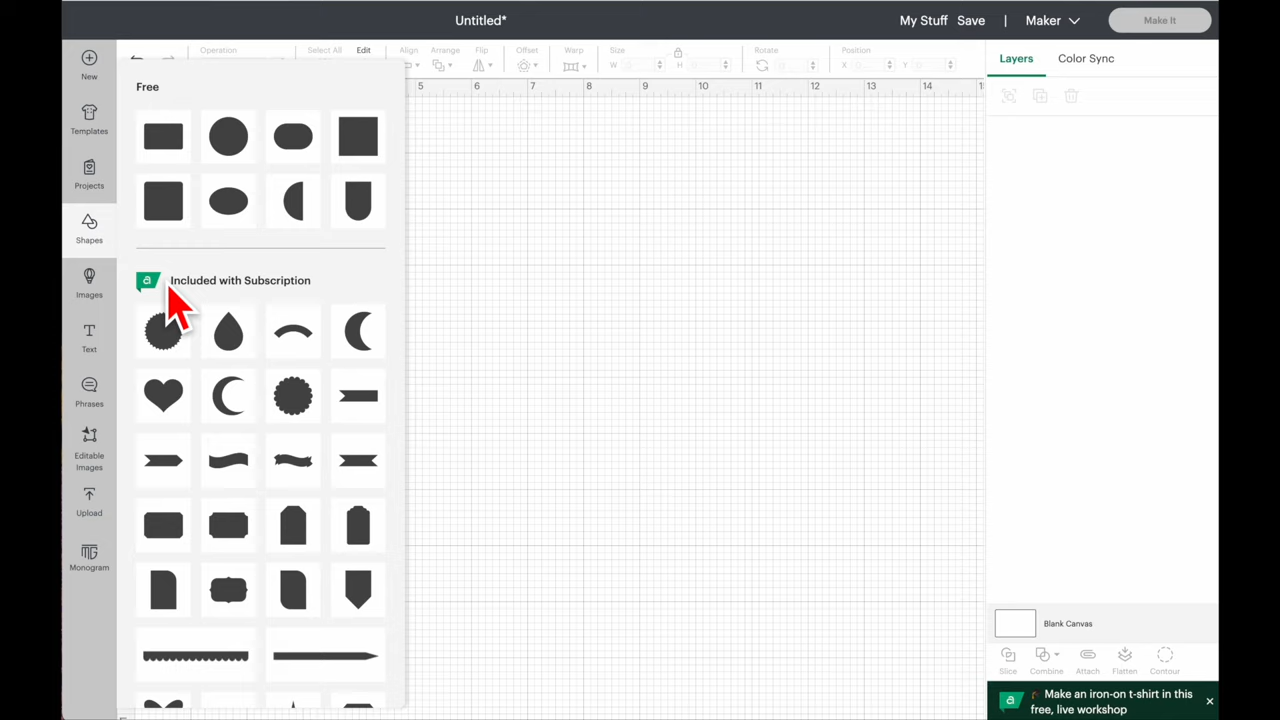 Untitled*
My Stuff Save | Maker Make It
New
Templates
Projects
Shapes
Images
Text
Phrases
Editable
Images
Upload
Monogram
Operation Select All Edit Align Arrange Flip Offset Warp Size Rotate Position
W H X Y
5 6 7 8 9 10 11 12 13 14
Free
a Included with Subscription
Layers Color Sync
Blank Canvas
Slice Combine Attach Flatten Contour
a Make an iron-on t-shirt in this
free, live workshop